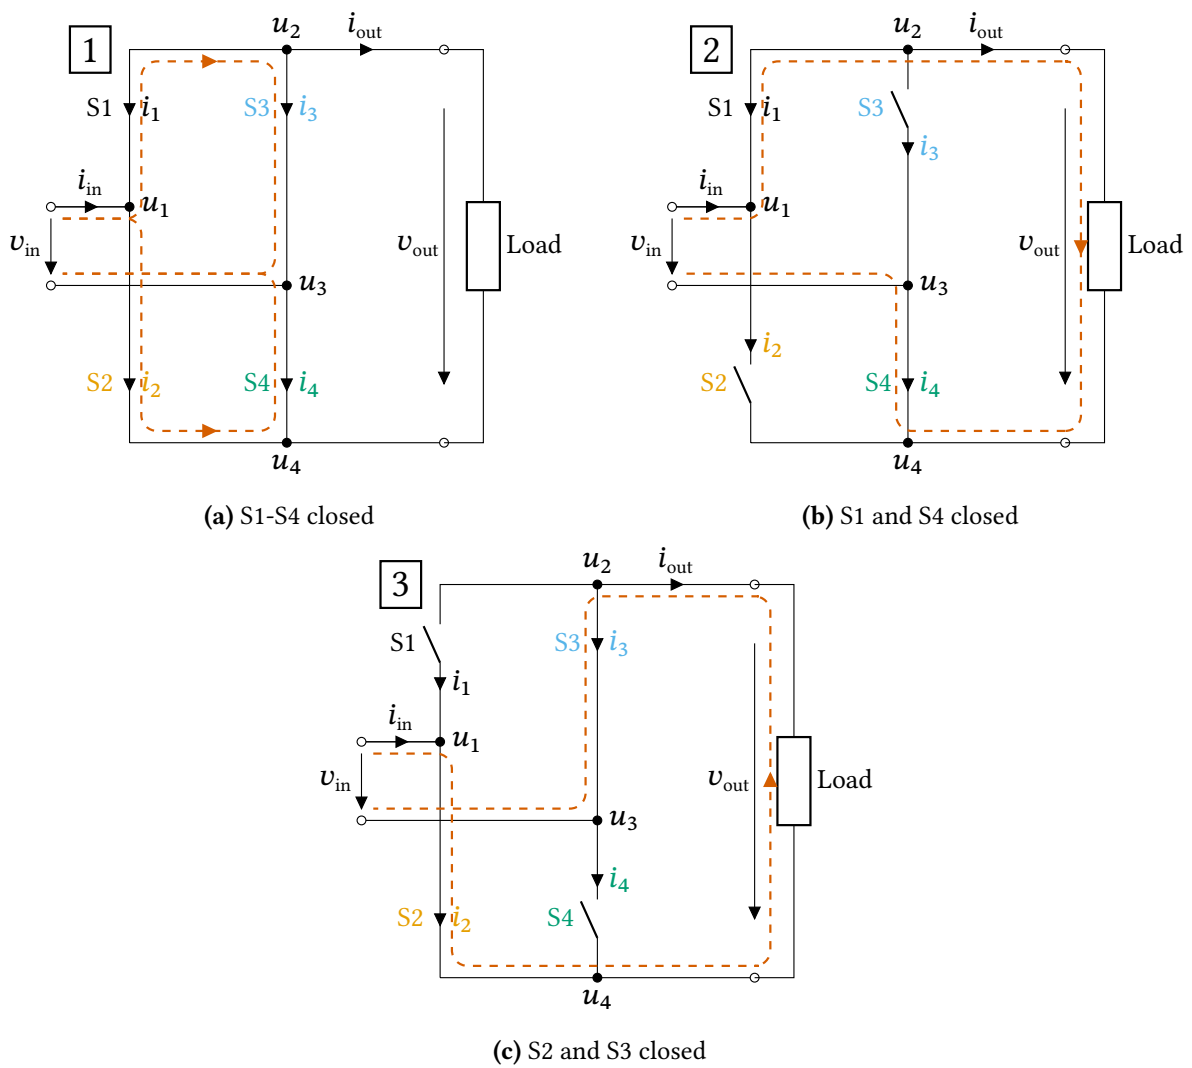 1
u2
iout
S1
i1
S3
i3
iin
u1
vin
u3
vout
Load
S2
i2
S4
i4
u4
(a) S1-S4 closed
2
u2
iout
S1
i1
S3
i3
iin
u1
vin
u3
vout
Load
i2
S2
S4
i4
u4
(b) S1 and S4 closed
3
u2
iout
S1
S3
i3
i1
iin
u1
vin
u3
vout
Load
i4
S2
i2
S4
u4
(c) S2 and S3 closed